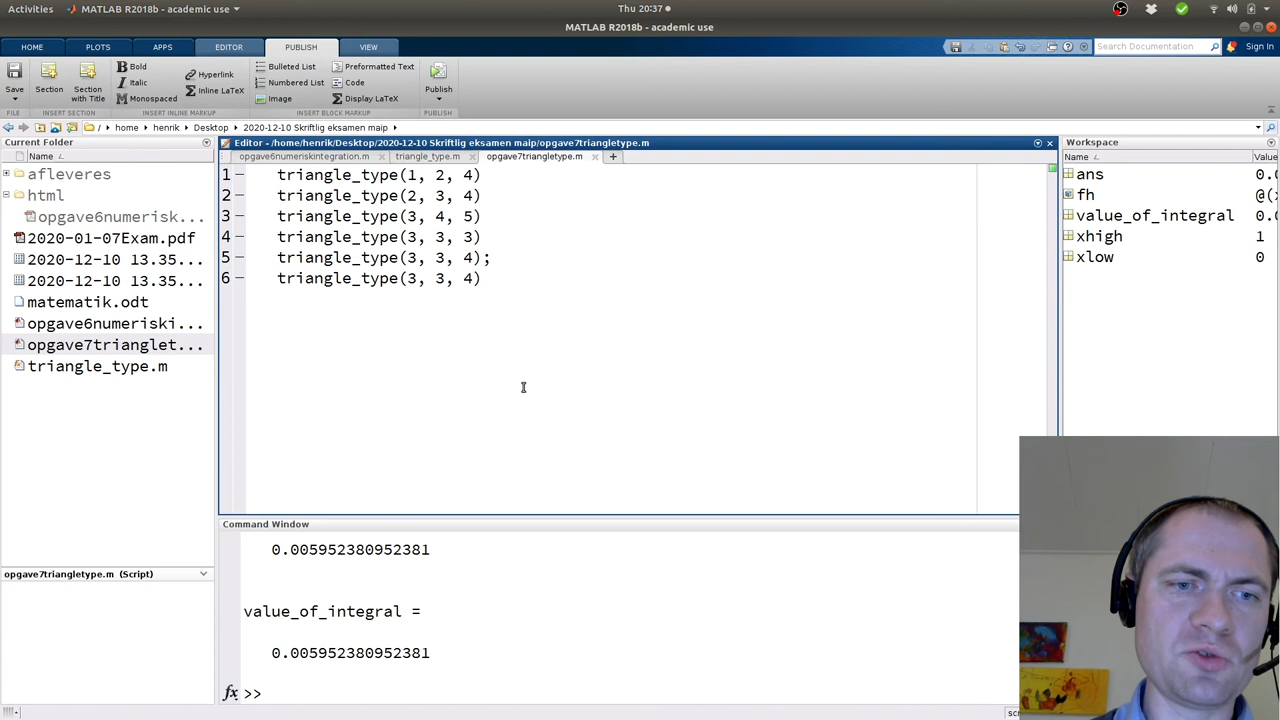 Activities
MATLAB R2018b - academic use
Thu 20:37
MATLAB R2018b - academic use
HOME PLOTS APPS EDITOR PUBLISH VIEW
Search Documentation
Sign In
Save
Section
Section with Title
Bold
Italic
Monospaced
Hyperlink
Inline LaTeX
Bulleted List
Numbered List
Image
Preformatted Text
Code
Display LaTeX
Publish
FILE INSERT SECTION INSERT INLINE MARKUP INSERT BLOCK MARKUP PUBLISH
/ home henrik Desktop 2020-12-10 Skriftlig eksamen maip
Current Folder
Name
afleveres
html
opgave6numerisk...
2020-01-07Exam.pdf
2020-12-10 13.35...
2020-12-10 13.35...
matematik.odt
opgave6numeriski...
opgave7trianglet...
triangle_type.m
opgave7triangletype.m (Script)
Editor - /home/henrik/Desktop/2020-12-10 Skriftlig eksamen maip/opgave7triangletype.m
opgave6numeriskintegration.m triangle_type.m opgave7triangletype.m
1 triangle_type(1, 2, 4)
2 triangle_type(2, 3, 4)
3 triangle_type(3, 4, 5)
4 triangle_type(3, 3, 3)
5 triangle_type(3, 3, 4);
6 triangle_type(3, 3, 4)
Command Window
0.005952380952381
value_of_integral =
0.005952380952381
fx >>
Workspace
Name Value
ans 0.0
fh @(
value_of_integral 0.0
xhigh 1
xlow 0